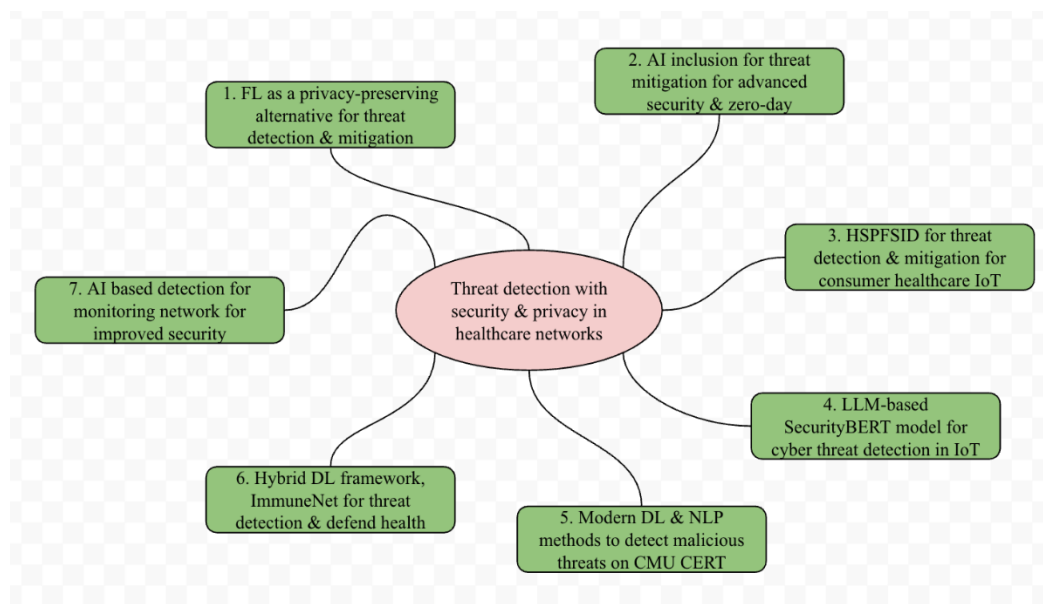 1. FL as a privacy-preserving
alternative for threat
detection & mitigation
2. AI inclusion for threat
mitigation for advanced
security & zero-day
3. HSPFSID for threat
detection & mitigation for
consumer healthcare IoT
4. LLM-based
SecurityBERT model for
cyber threat detection in IoT
5. Modern DL & NLP
methods to detect malicious
threats on CMU CERT
6. Hybrid DL framework,
ImmuneNet for threat
detection & defend health
7. AI based detection for
monitoring network for
improved security
Threat detection with
security & privacy in
healthcare networks